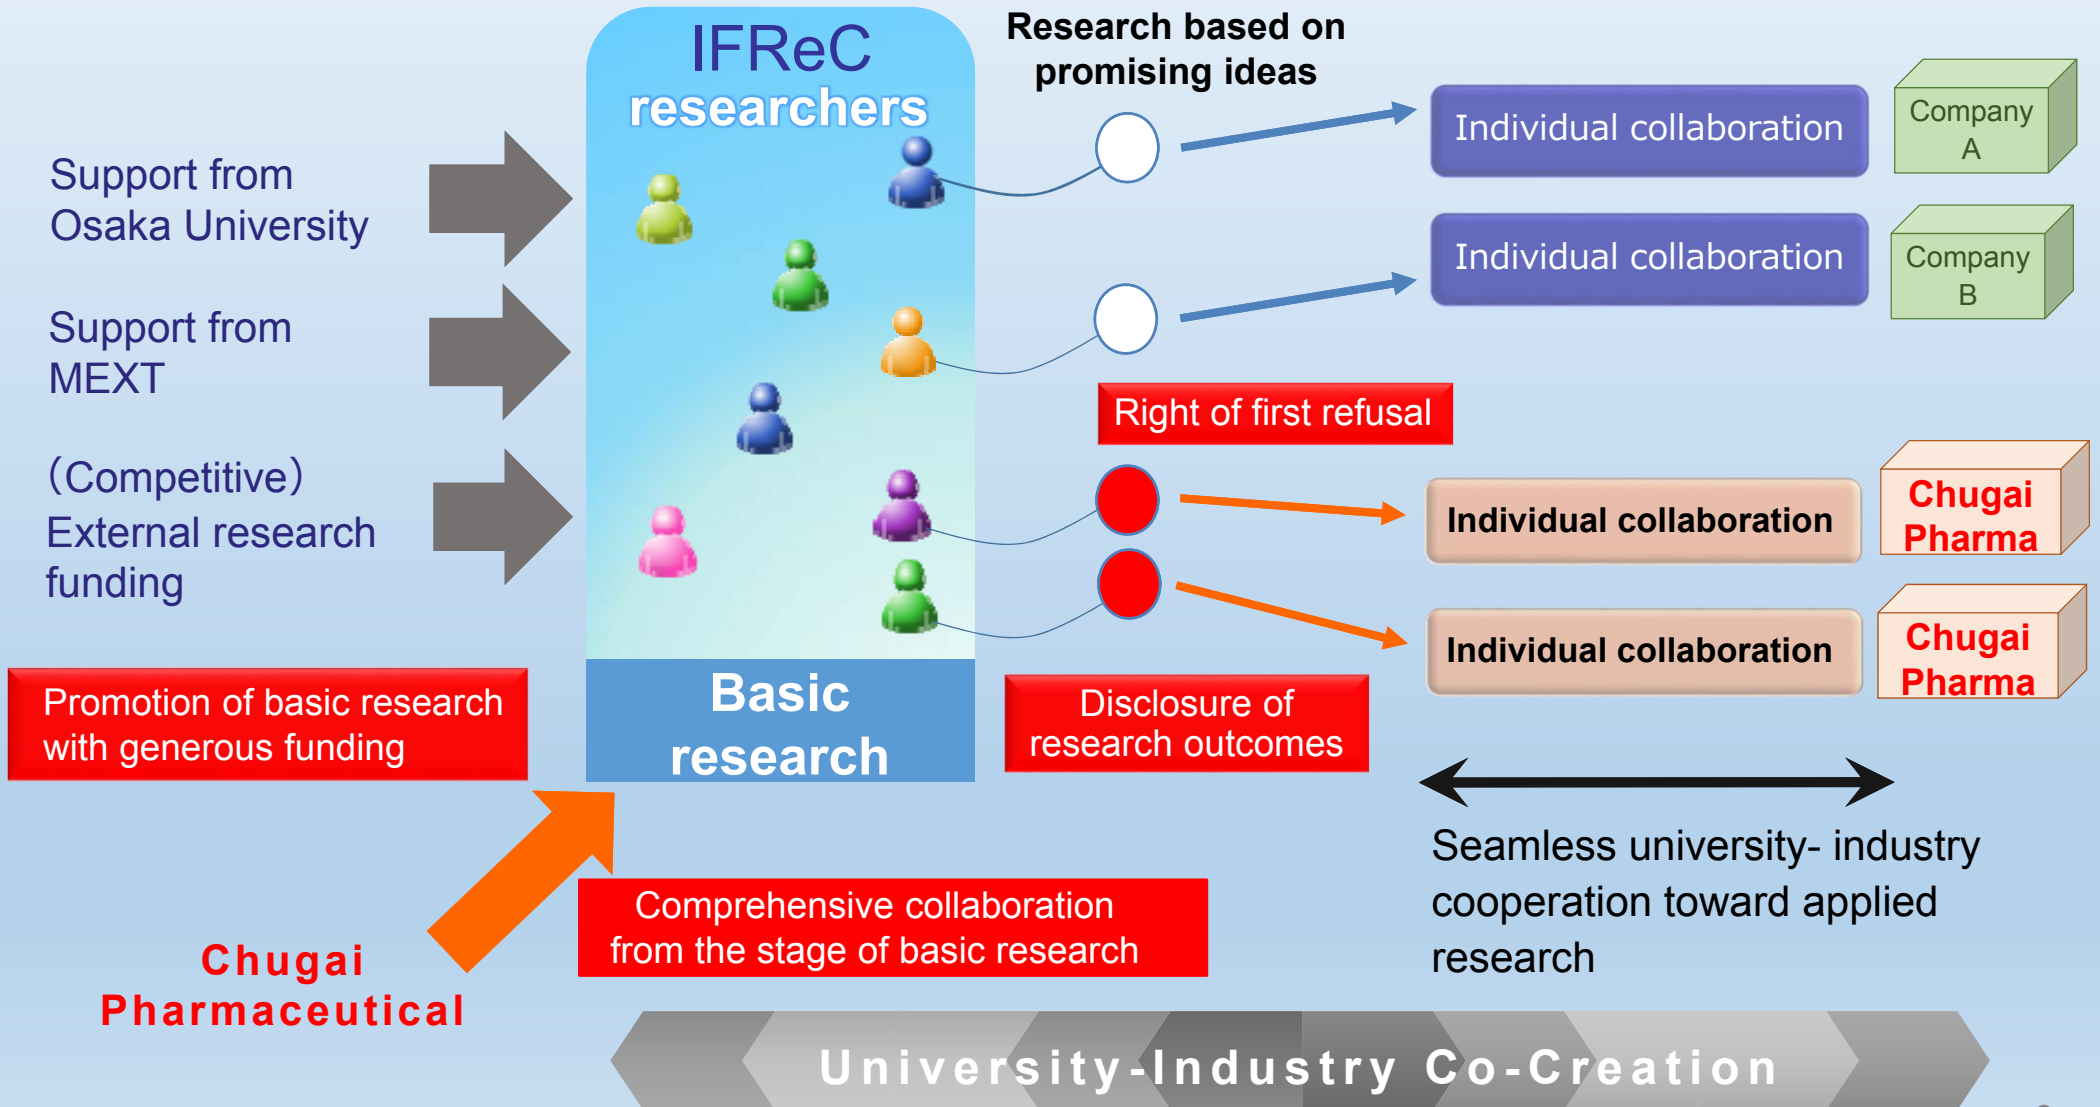 IFReC
researchers
Research based on
promising ideas
Support from
Osaka University
Support from
MEXT
（Competitive）
External research
funding
Individual collaboration
Company
A
Individual collaboration
Company
B
Right of first refusal
Individual collaboration
Chugai
Pharma
Individual collaboration
Chugai
Pharma
Promotion of basic research
with generous funding
Basic
research
Disclosure of
research outcomes
Seamless university- industry
cooperation toward applied
research
Comprehensive collaboration
from the stage of basic research
Chugai
Pharmaceutical
University-Industry Co-Creation